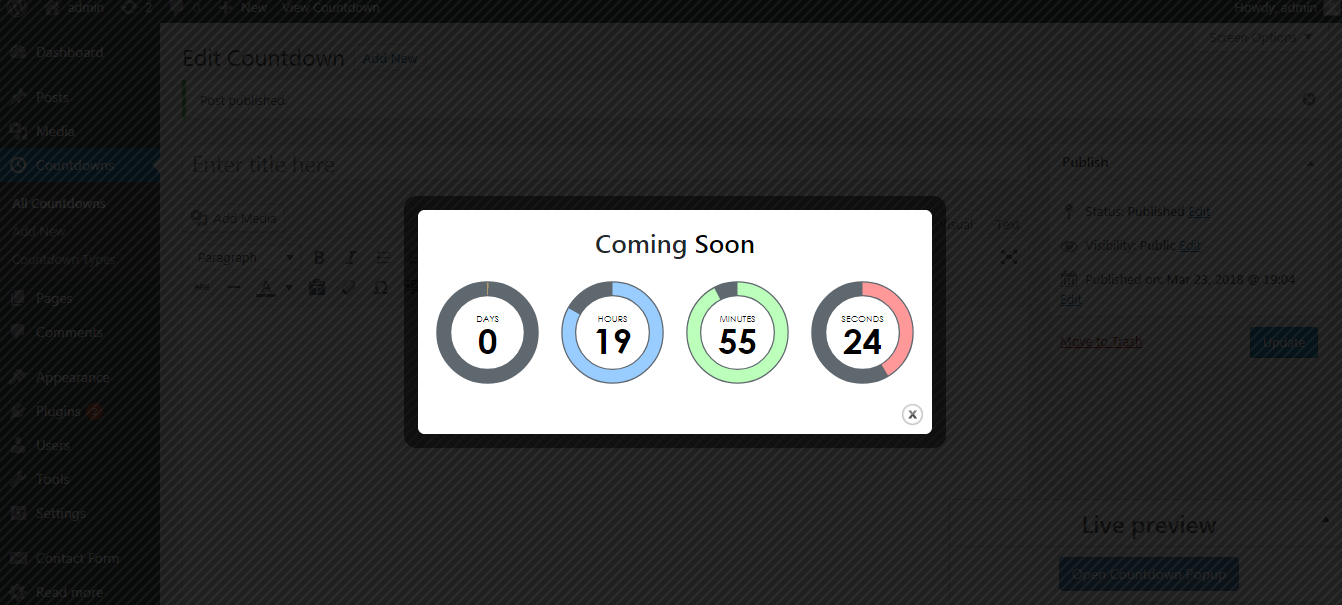 admin 2 0 New View Countdown Howdy, admin
Screen Options
Dashboard
Posts
Media
Countdowns
All Countdowns
Add New
Countdown Types
Pages
Comments
Appearance
Plugins 2
Users
Tools
Settings
Contact Form
Read more
Edit Countdown Add New
Post published.
Enter title here
Add Media
Visual Text
Paragraph
B I
ABC A Ω
Coming Soon
DAYS HOURS MINUTES SECONDS
0 19 55 24
X
Publish
Status: Published Edit
Visibility: Public Edit
Published on: Mar 23, 2018 @ 19:04
Edit
Move to Trash Update
Live preview
Open Countdown Popup